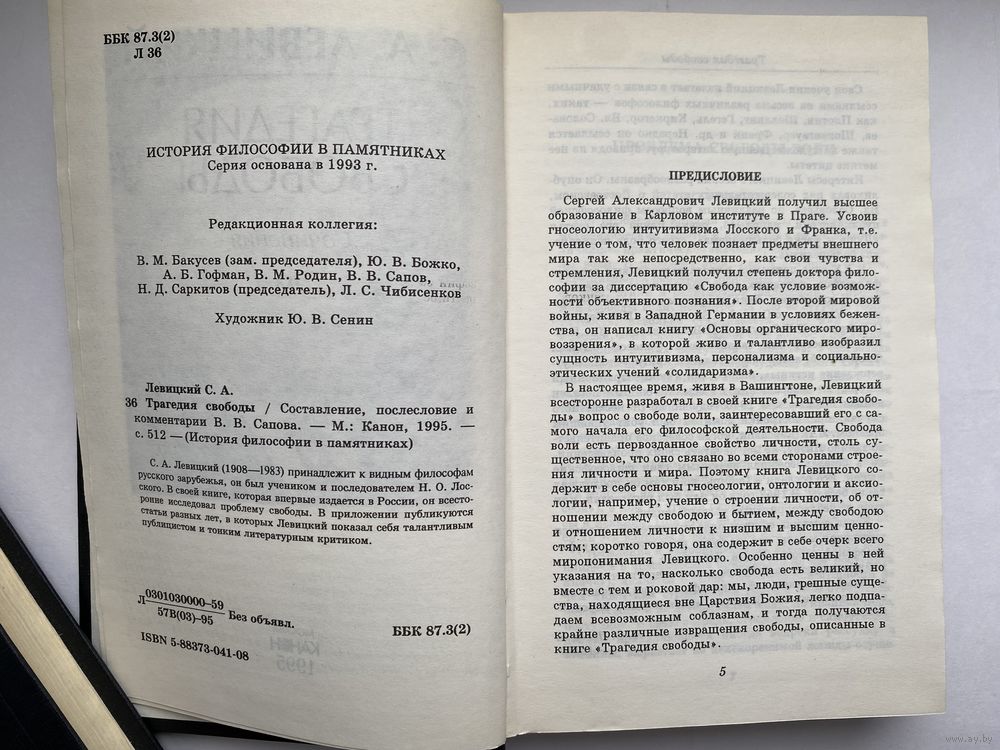 ББК 87.3(2)
Л 36
ИСТОРИЯ ФИЛОСОФИИ В ПАМЯТНИКАХ
Серия основана в 1993 г.
Редакционная коллегия:
В. М. Бакусев (зам. председателя), Ю. В. Божко,
А. Б. Гофман, В. М. Родин, В. В. Сапов,
Н. Д. Саркитов (председатель), Л. С. Чибисенков
Художник Ю. В. Сенин
Левицкий С. А.
36 Трагедия свободы / Составление, послесловие и
комментарии В. В. Сапова. — М.: Канон, 1995. —
с. 512 — (История философии в памятниках)
С. А. Левицкий (1908—1983) принадлежит к видным философам
русского зарубежья, он был учеником и последователем Н. О. Лос-
ского. В своей книге, которая впервые издается в России, он всесто-
ронне исследовал проблему свободы. В приложении публикуются
статьи разных лет, в которых Левицкий показал себя талантливым
публицистом и тонким литературным критиком.
Л 0301030000—59
57В(03)—95 Без объявл.
ББК 87.3(2)
ISBN 5-88373-041-08
ПРЕДИСЛОВИЕ
Сергей Александрович Левицкий получил высшее
образование в Карловом институте в Праге. Усвоив
гносеологию интуитивизма Лосского и Франка, т.е.
учение о том, что человек познает предметы внешнего
мира так же непосредственно, как свои чувства и
стремления, Левицкий получил степень доктора фило-
софии за диссертацию «Свобода как условие возмож-
ности объективного познания». После второй мировой
войны, живя в Западной Германии в условиях бежен-
ства, он написал книгу «Основы органического миро-
воззрения», в которой живо и талантливо изобразил
сущность интуитивизма, персонализма и социально-
этических учений «солидаризма».
В настоящее время, живя в Вашингтоне, Левицкий
всесторонне разработал в своей книге «Трагедия свобо-
ды» вопрос о свободе воли, заинтересовавший его с са-
мого начала его философской деятельности. Свобода
воли есть первозданное свойство личности, столь су-
щественное, что оно связано во всеми сторонами строе-
ния личности и мира. Поэтому книга Левицкого со-
держит в себе основы гносеологии, онтологии и аксио-
логии, например, учение о строении личности, об от-
ношении между свободою и бытием, между свободою
и отношением личности к низшим и высшим ценно-
стям; коротко говоря, она содержит в себе очерк всего
миропонимания Левицкого. Особенно ценны в ней
указания на то, насколько свобода есть великий, но
вместе с тем и роковой дар: мы, люди, грешные суще-
ства, находящиеся вне Царствия Божия, легко подпа-
даем всевозможным соблазнам, и тогда получаются
крайне различные извращения свободы, описанные в
книге «Трагедия свободы».
5
www.ay.by